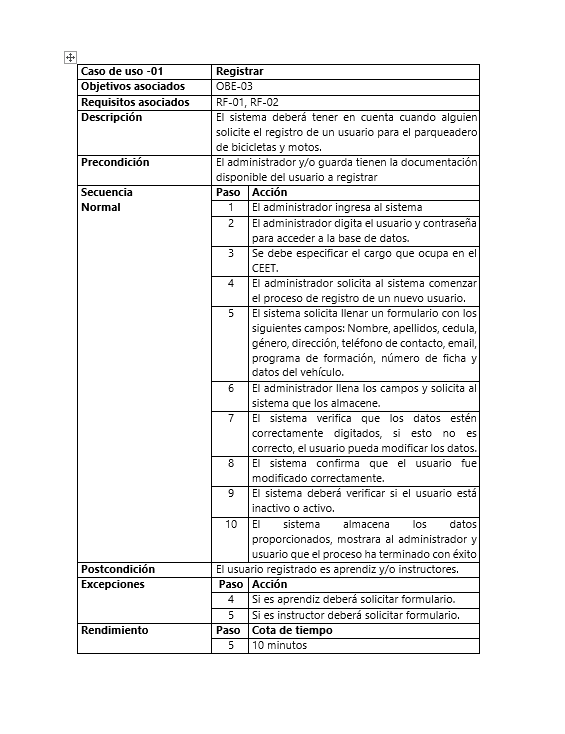 Caso de uso -01 Registrar
Objetivos asociados OBE-03
Requisitos asociados RF-01, RF-02
Descripción El sistema deberá tener en cuenta cuando alguien
solicite el registro de un usuario para el parqueadero
de bicicletas y motos.
Precondición El administrador y/o guarda tienen la documentación
disponible del usuario a registrar
Secuencia Paso Acción
Normal 1 El administrador ingresa al sistema
2 El administrador digita el usuario y contraseña
para acceder a la base de datos.
3 Se debe especificar el cargo que ocupa en el
CEET.
4 El administrador solicita al sistema comenzar
el proceso de registro de un nuevo usuario.
5 El sistema solicita llenar un formulario con los
siguientes campos: Nombre, apellidos, cedula,
género, dirección, teléfono de contacto, email,
programa de formación, número de ficha y
datos del vehículo.
6 El administrador llena los campos y solicita al
sistema que los almacene.
7 El sistema verifica que los datos estén
correctamente digitados, si esto no es
correcto, el usuario pueda modificar los datos.
8 El sistema confirma que el usuario fue
modificado correctamente.
9 El sistema deberá verificar si el usuario está
inactivo o activo.
10 El sistema almacena los datos
proporcionados, mostrara al administrador y
usuario que el proceso ha terminado con éxito
Postcondición El usuario registrado es aprendiz y/o instructores.
Excepciones Paso Acción
4 Si es aprendiz deberá solicitar formulario.
5 Si es instructor deberá solicitar formulario.
Rendimiento Paso Cota de tiempo
5 10 minutos